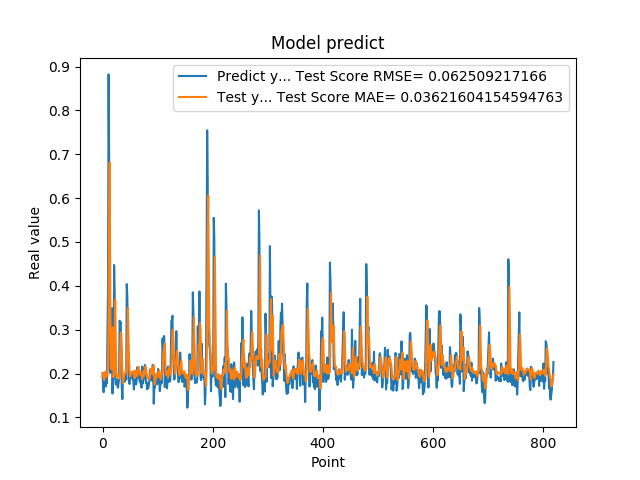 Model predict
Predict y... Test Score RMSE= 0.062509217166
Test y... Test Score MAE= 0.03621604154594763
0.9
0.8
0.7
0.6
0.5
0.4
0.3
0.2
0.1
Real value
0 200 400 600 800
Point